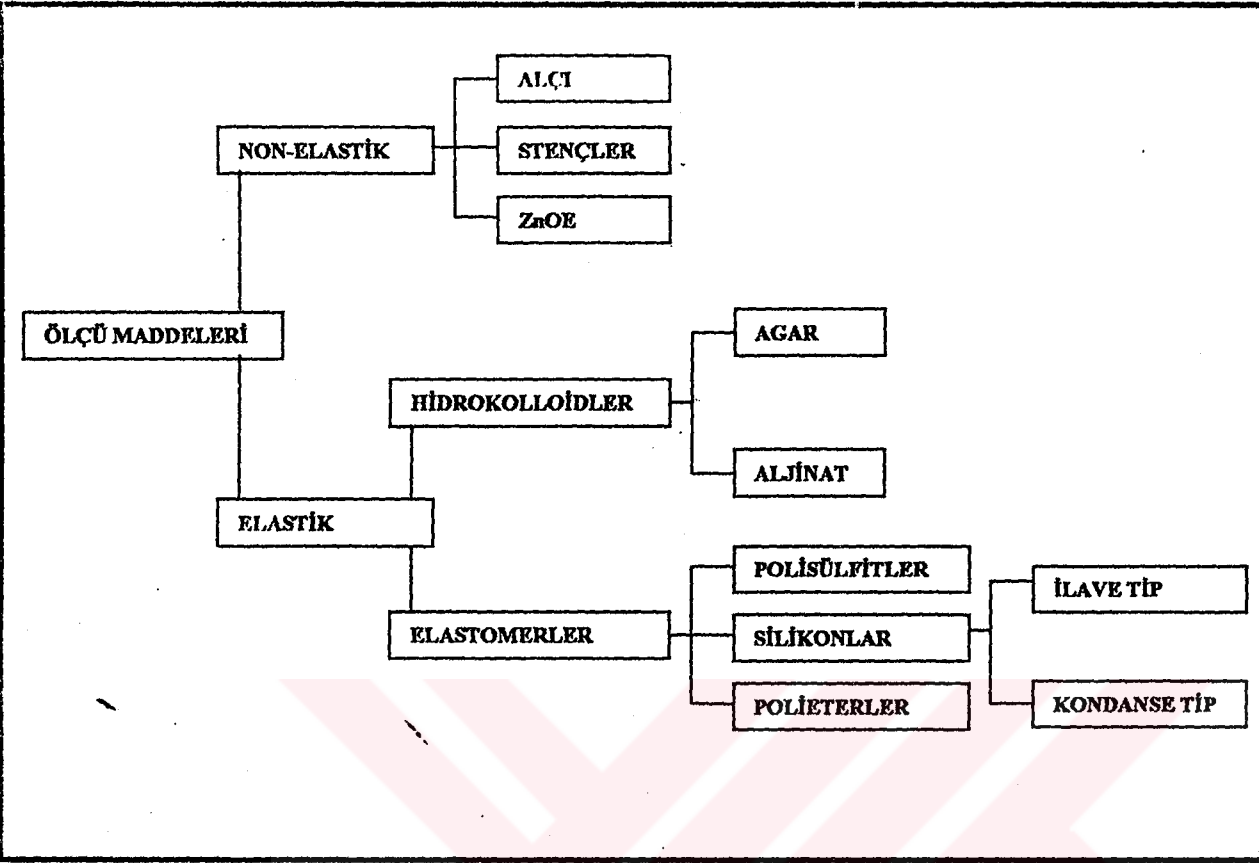 ALÇI
NON-ELASTİK
STENÇLER
ZnOE
ÖLÇÜ MADDELERİ
AGAR
HİDROKOLLOİDLER
ALJİNAT
ELASTİK
POLİSÜLFİTLER
İLAVE TİP
ELASTOMERLER
SİLİKONLAR
POLİETERLER
KONDANSE TİP